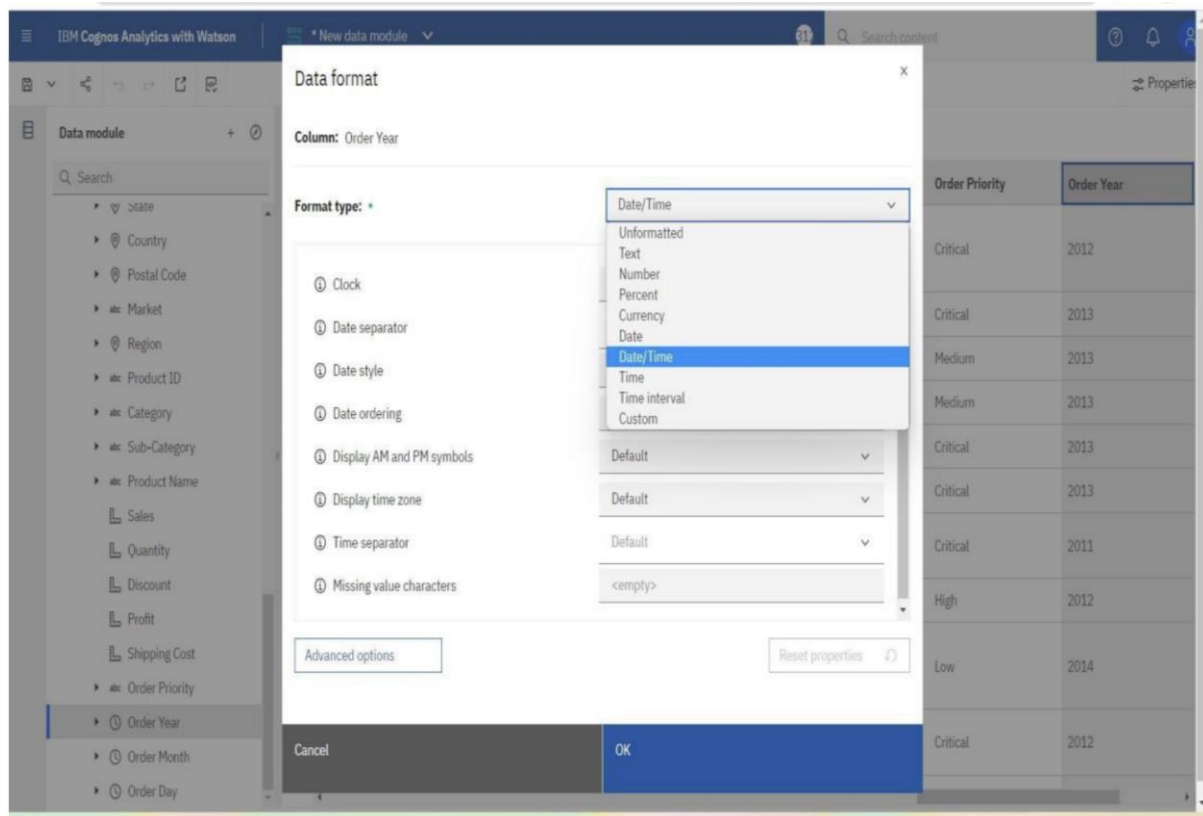 IBM Cognos Analytics with Watson
* New data module
Search content
Properties
Data module
Search
State
Country
Postal Code
abc Market
Region
abc Product ID
abc Category
abc Sub-Category
abc Product Name
Sales
Quantity
Discount
Profit
Shipping Cost
abc Order Priority
Order Year
Order Month
Order Day
Data format
x
Column: Order Year
Format type: *
Date/Time
Unformatted
Text
Number
Percent
Currency
Date
Date/Time
Time
Time interval
Custom
Clock
Date separator
Date style
Date ordering
Display AM and PM symbols Default
Display time zone Default
Time separator Default
Missing value characters <empty>
Advanced options
Reset properties
Cancel
OK
Order Priority Order Year
Critical 2012
Critical 2013
Medium 2013
Medium 2013
Critical 2013
Critical 2013
Critical 2011
High 2012
Low 2014
Critical 2012